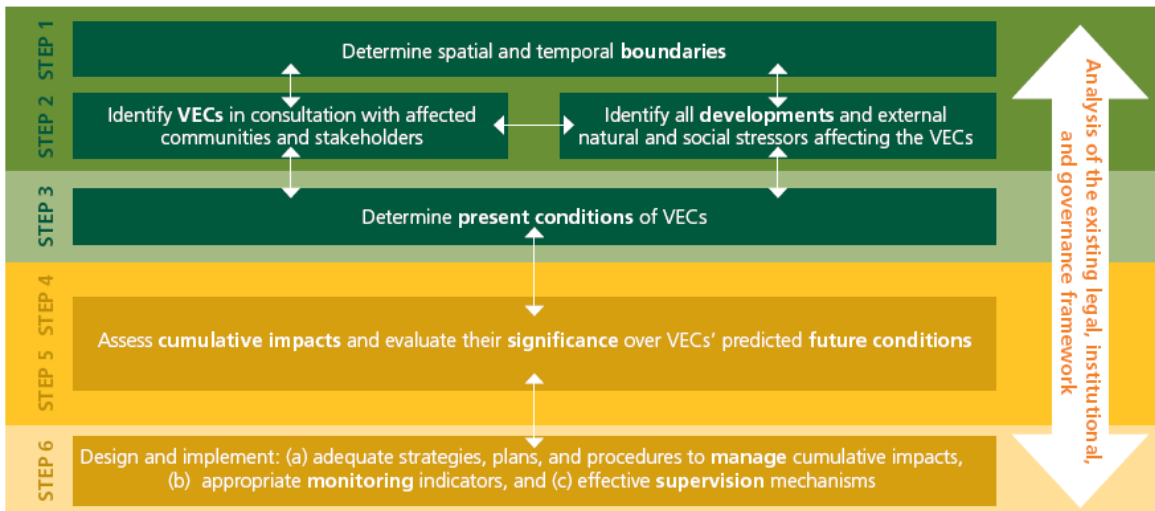 STEP 1
Determine spatial and temporal boundaries
STEP 2
Identify VECs in consultation with affected
communities and stakeholders
Identify all developments and external
natural and social stressors affecting the VECs
STEP 3
Determine present conditions of VECs
STEP 4
STEP 5
Assess cumulative impacts and evaluate their significance over VECs’ predicted future conditions
STEP 6
Design and implement: (a) adequate strategies, plans, and procedures to manage cumulative impacts,
(b) appropriate monitoring indicators, and (c) effective supervision mechanisms
Analysis of the existing legal, institutional,
and governance framework